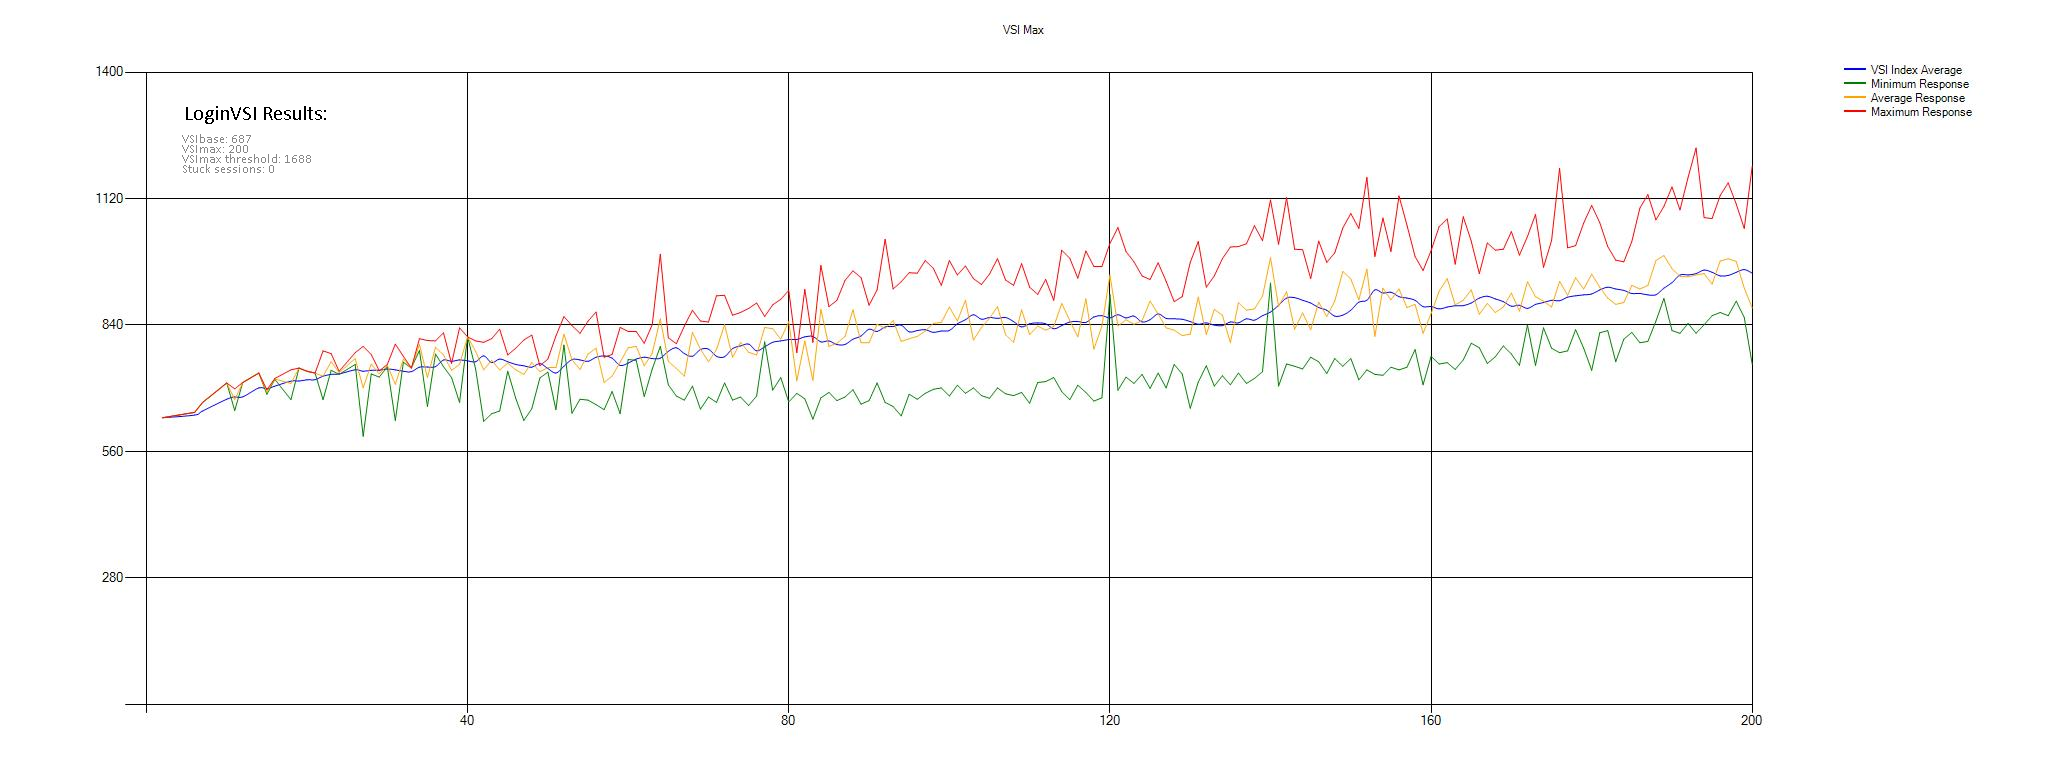 VSI Max
1400
1120
840
560
280
40
80
120
160
200
LoginVSI Results:
VSIbase: 687
VSImax: 200
VSImax threshold: 1688
Stuck sessions: 0
VSI Index Average
Minimum Response
Average Response
Maximum Response